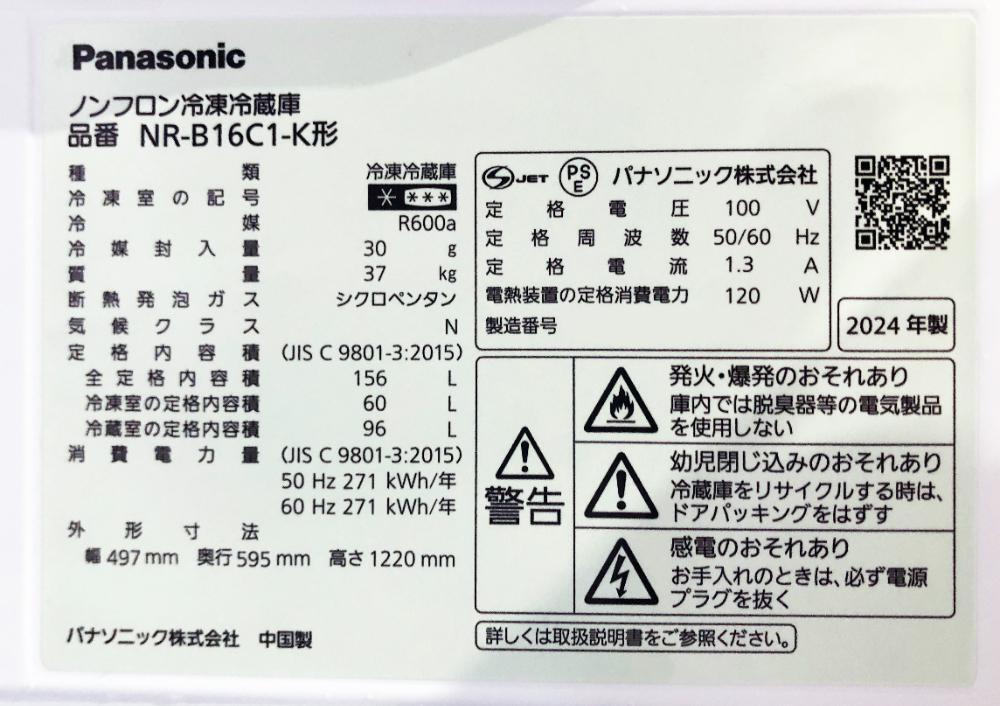 Panasonic
ノンフロン冷凍冷蔵庫
品番 NR-B16C1-K形
種類 冷凍冷蔵庫
冷凍室の記号 * ***
冷媒 R600a
冷媒封入量 30 g
質量 37 kg
断熱発泡ガス シクロペンタン
気候クラス N
定格内容積 (JIS C 9801-3:2015)
全定格内容積 156 L
冷凍室の定格内容積 60 L
冷蔵室の定格内容積 96 L
消費電力量 (JIS C 9801-3:2015)
50 Hz 271 kWh/年
60 Hz 271 kWh/年
外形寸法
幅 497 mm 奥行 595 mm 高さ 1220 mm
パナソニック株式会社 中国製
JET PSE パナソニック株式会社
定格電圧 100 V
定格周波数 50/60 Hz
定格電流 1.3 A
電熱装置の定格消費電力 120 W
製造番号
2024 年製
警告
発火・爆発のおそれあり
庫内では脱臭器等の電気製品
を使用しない
幼児閉じ込みのおそれあり
冷蔵庫をリサイクルする時は、
ドアパッキングをはずす
感電のおそれあり
お手入れのときは、必ず電源
プラグを抜く
詳しくは取扱説明書をご参照ください。